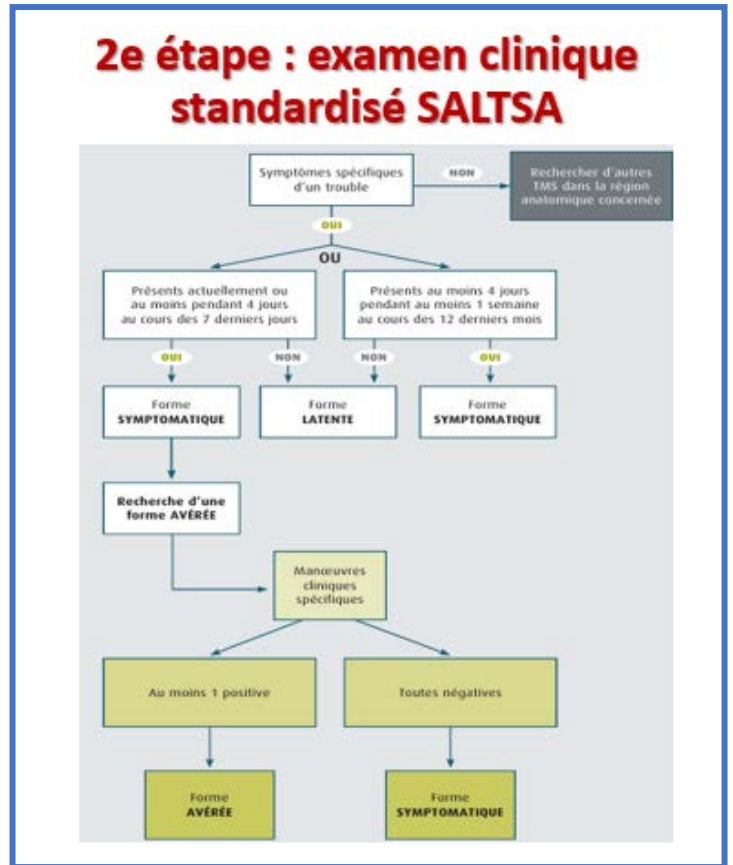 2e étape : examen clinique
standardisé SALTSA
Symptômes spécifiques
d'un trouble
NON
Rechercher d'autres
TMS dans la région
anatomique concernée
OUI
OU
Présents actuellement ou
au moins pendant 4 jours
au cours des 7 derniers jours
Présents au moins 4 jours
pendant au moins 1 semaine
au cours des 12 derniers mois
OUI
NON
NON
OUI
Forme
SYMPTOMATIQUE
Forme
LATENTE
Forme
SYMPTOMATIQUE
Recherche d'une
forme AVÉRÉE
Manœuvres
cliniques
spécifiques
Au moins 1 positive
Toutes négatives
Forme
AVÉRÉE
Forme
SYMPTOMATIQUE